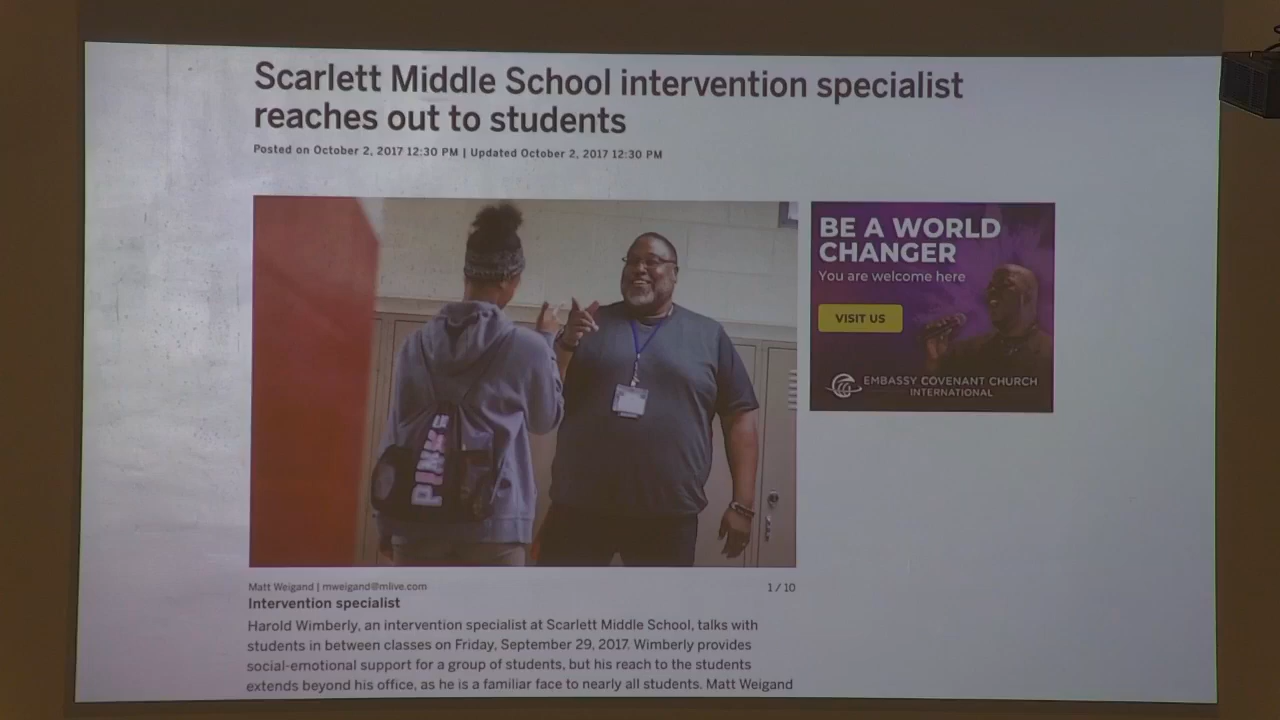 Scarlett Middle School intervention specialist
reaches out to students
Posted on October 2, 2017 12:30 PM | Updated October 2, 2017 12:30 PM
BE A WORLD
CHANGER
You are welcome here
VISIT US
EMBASSY COVENANT CHURCH
INTERNATIONAL
PINK
Matt Weigand | mweigand@mlive.com
1 / 10
Intervention specialist
Harold Wimberly, an intervention specialist at Scarlett Middle School, talks with
students in between classes on Friday, September 29, 2017. Wimberly provides
social-emotional support for a group of students, but his reach to the students
extends beyond his office, as he is a familiar face to nearly all students. Matt Weigand